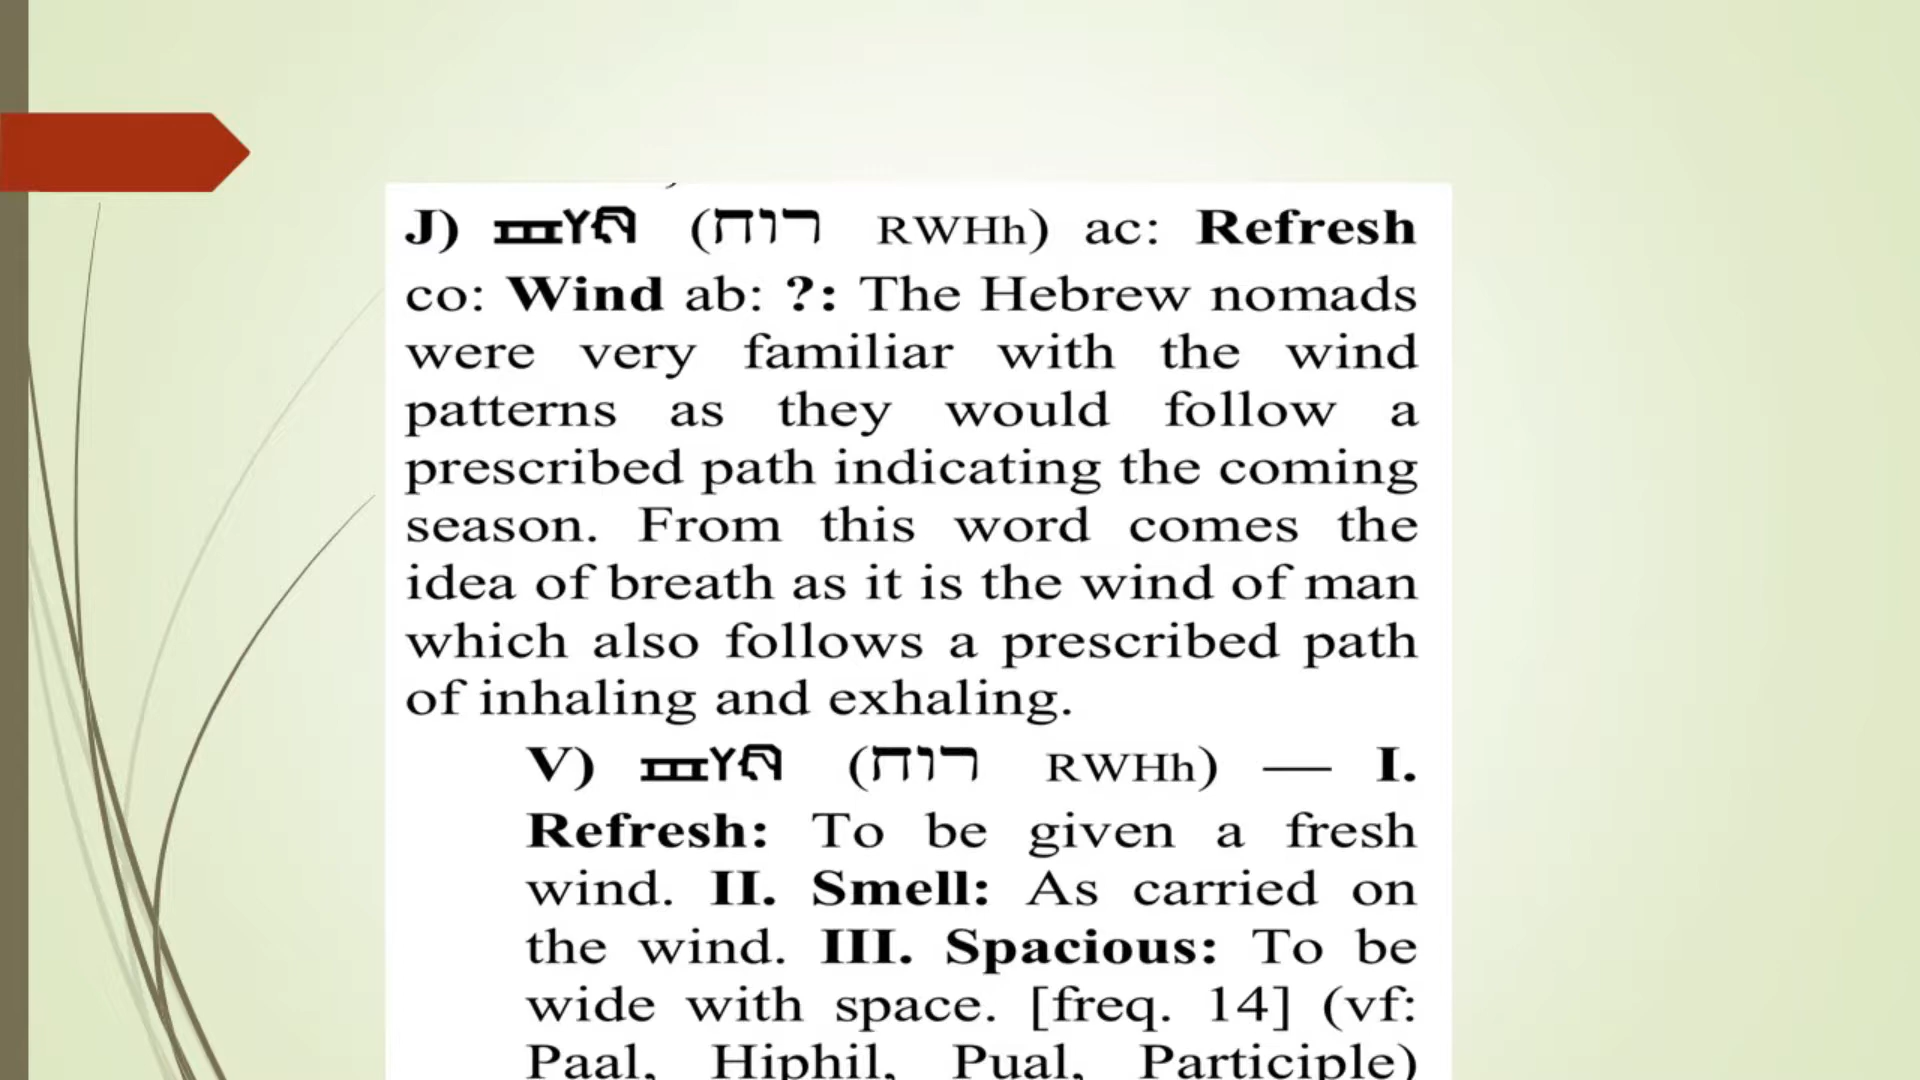 J) (רוח RWHh) ac: Refresh
co: Wind ab: ?: The Hebrew nomads
were very familiar with the wind
patterns as they would follow a
prescribed path indicating the coming
season. From this word comes the
idea of breath as it is the wind of man
which also follows a prescribed path
of inhaling and exhaling.
V) (רוח RWHh) — I.
Refresh: To be given a fresh
wind. II. Smell: As carried on
the wind. III. Spacious: To be
wide with space. [freq. 14] (vf:
Paal, Hiphil, Pual, Participle)